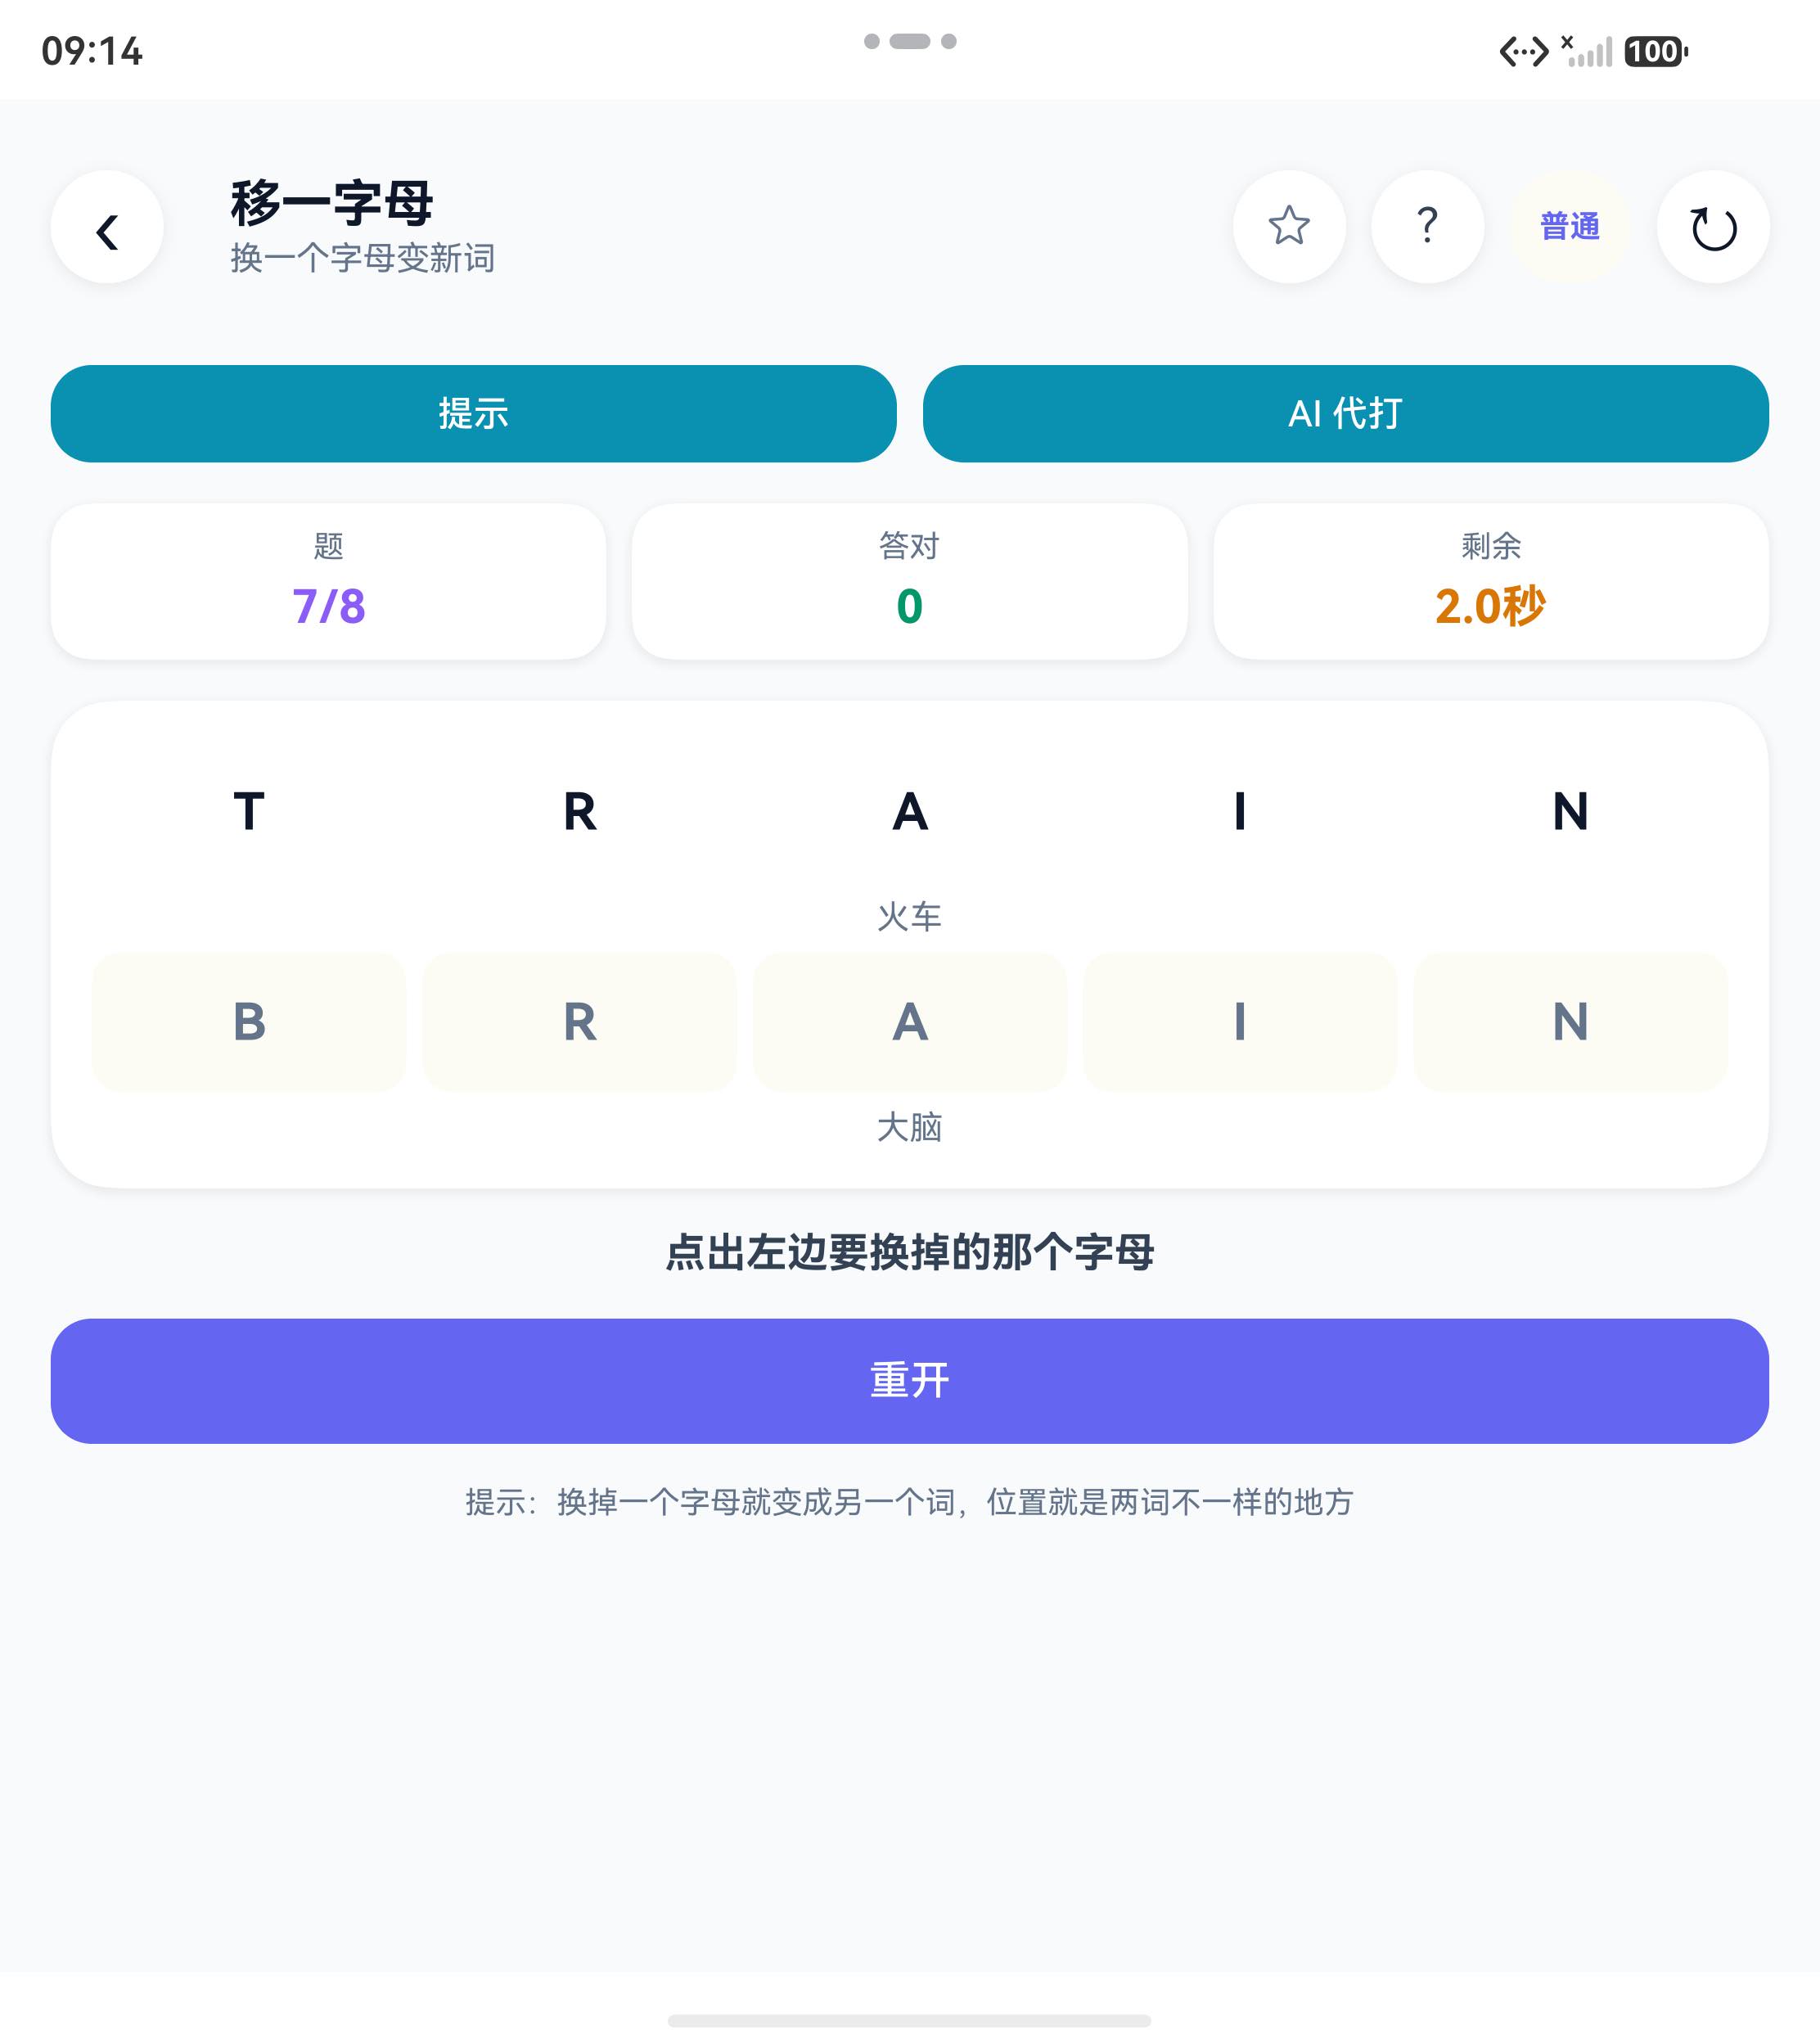 09:14
100
移一字母
换一个字母变新词
?
普通
提示
AI 代打
题
答对
剩余
7/8
0
2.0秒
T R A I N
火车
B R A I N
大脑
点出左边要换掉的那个字母
重开
提示：换掉一个字母就变成另一个词，位置就是两词不一样的地方